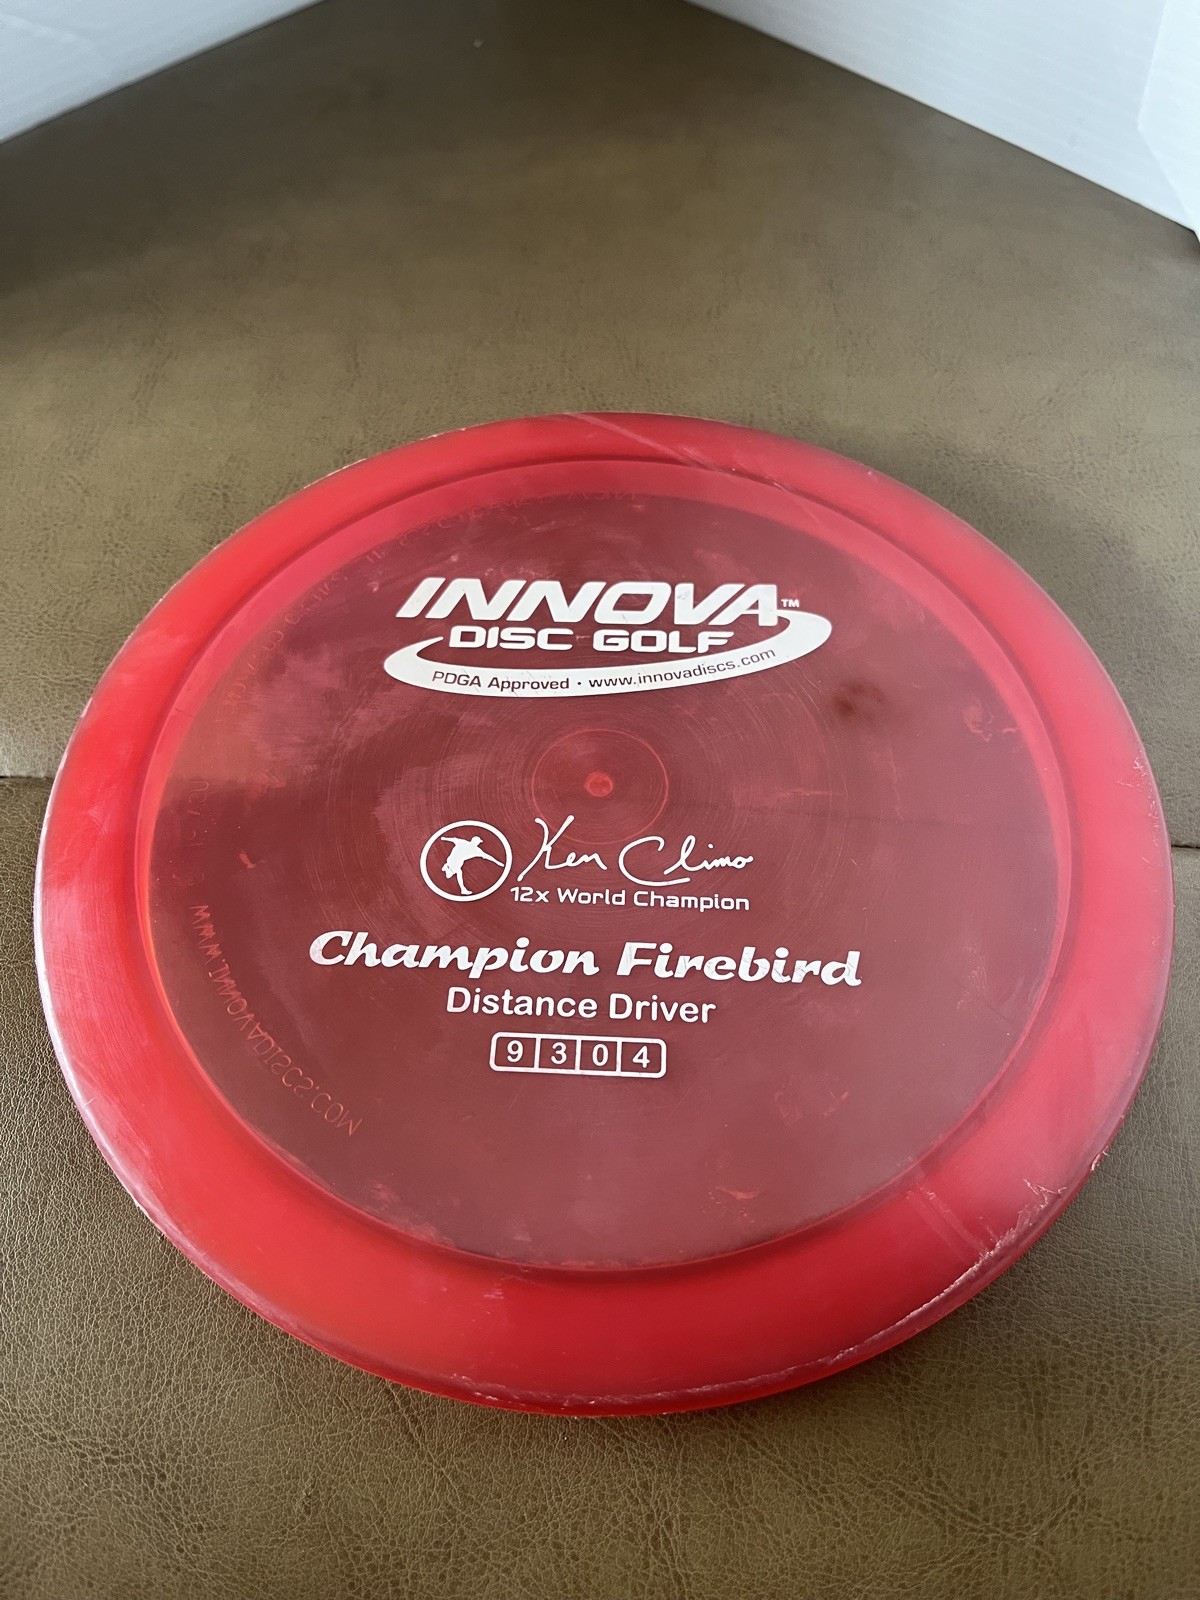 INNOVA™
DISC GOLF
PDGA Approved • www.innovadiscs.com
Ken Climo
12x World Champion
Champion Firebird
Distance Driver
9 3 0 4
WWW.INNOVADISCS.COM